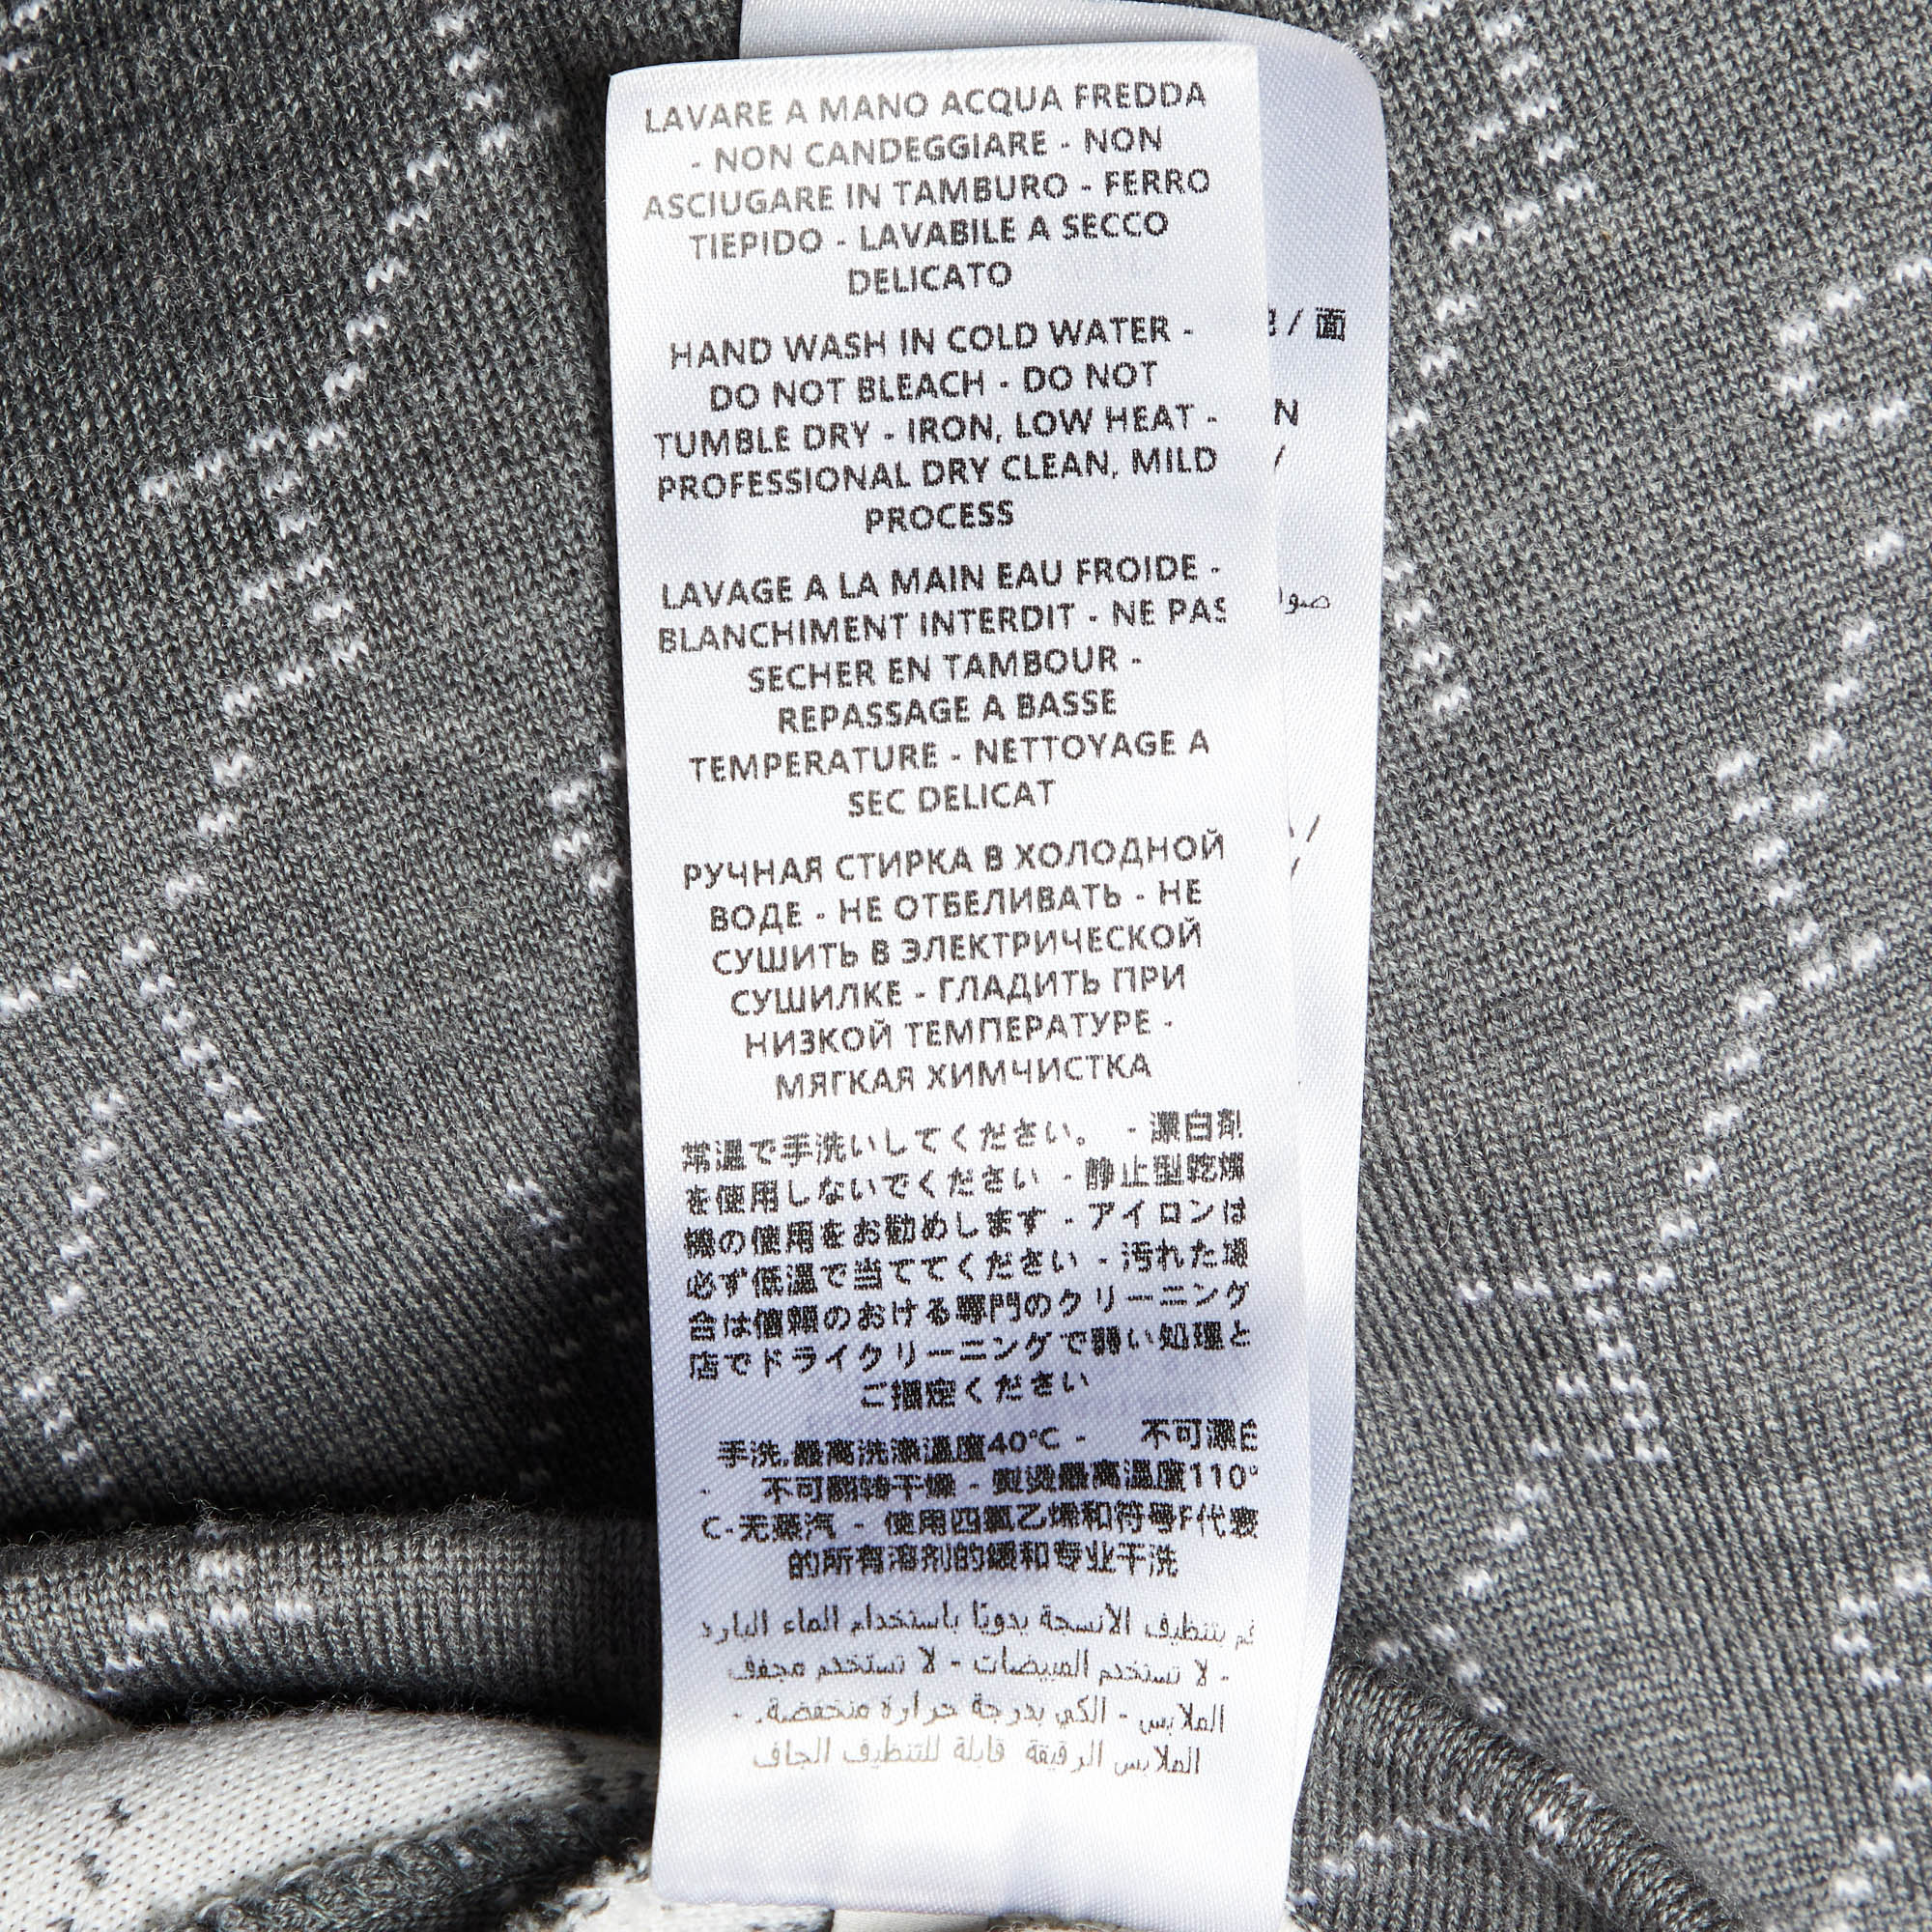 LAVARE A MANO ACQUA FREDDA
- NON CANDEGGIARE - NON
ASCIUGARE IN TAMBURO - FERRO
TIEPIDO - LAVABILE A SECCO
DELICATO
HAND WASH IN COLD WATER -
DO NOT BLEACH - DO NOT
TUMBLE DRY - IRON, LOW HEAT -
PROFESSIONAL DRY CLEAN, MILD
PROCESS
LAVAGE A LA MAIN EAU FROIDE -
BLANCHIMENT INTERDIT - NE PAS
SECHER EN TAMBOUR -
REPASSAGE A BASSE
TEMPERATURE - NETTOYAGE A
SEC DELICAT
РУЧНАЯ СТИРКА В ХОЛОДНОЙ
ВОДЕ - НЕ ОТБЕЛИВАТЬ - НЕ
СУШИТЬ В ЭЛЕКТРИЧЕСКОЙ
СУШИЛКЕ - ГЛАДИТЬ ПРИ
НИЗКОЙ ТЕМПЕРАТУРЕ -
МЯГКАЯ ХИМЧИСТКА
常温で手洗いしてください。 - 漂白剤
を使用しないでください - 静止型乾燥
機の使用をお勧めします - アイロンは
必ず低温で当ててください - 汚れた場
合は信頼のおける専門のクリーニング
店でドライクリーニングで弱い処理と
ご指定ください
手洗,最高洗涤温度40°C - 不可漂白
- 不可翻转干燥 - 熨烫最高温度110°
C-无蒸汽 - 使用四氯乙烯和符号F代表
的所有溶剂的缓和专业干洗
بتنظيف الانسجة يدويًا باستخدام الماء البارد
- لا تستخدم المبيضات - لا تستخدم مجفف
الملابس - الكي بدرجة حرارة منخفضة. -
الملابس الرقيقة قابلة للتنظيف الجاف
/ 面
N
/
صو
/